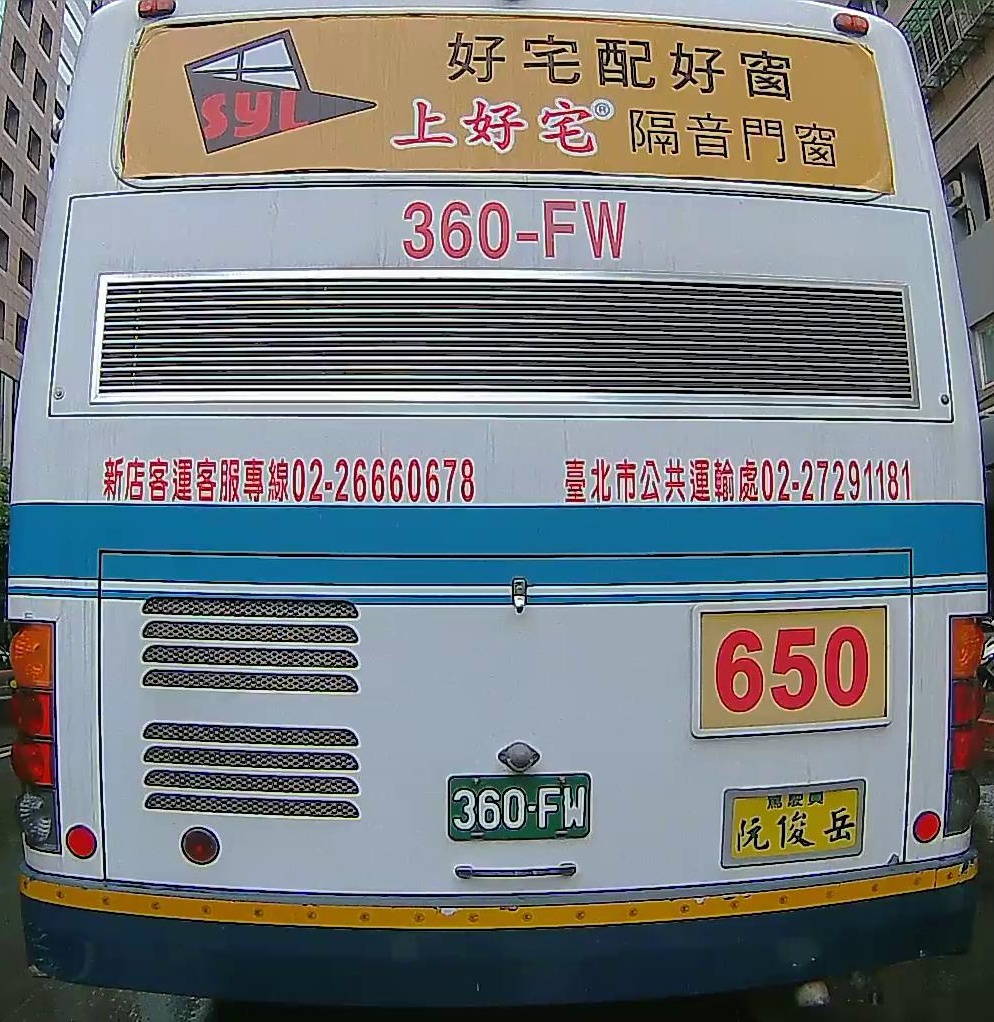 好宅配好窗
SYL
上好宅® 隔音門窗
360-FW
新店客運客服專線02-26660678
臺北市公共運輸處02-27291181
650
360-FW
駕駛員
阮俊岳